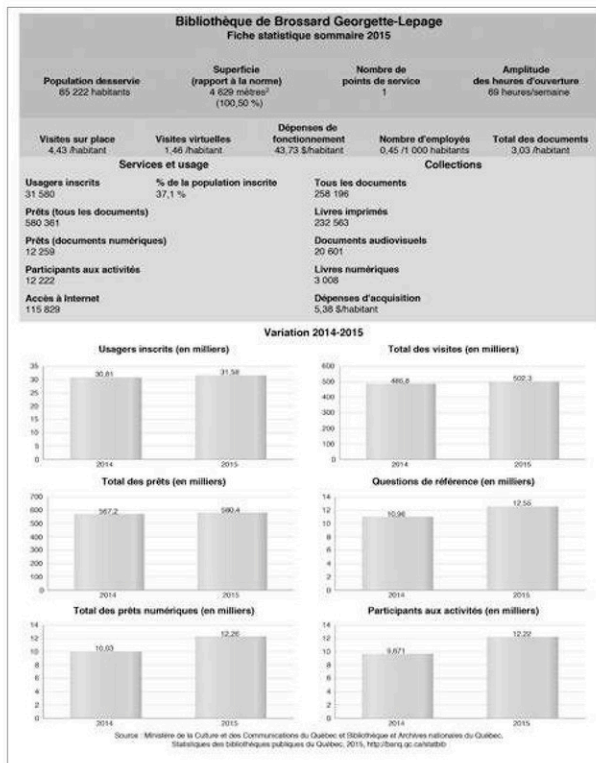 Bibliothèque de Brossard Georgette-Lepage
Fiche statistique sommaire 2015
Population desservie
85 222 habitants
Superficie
(rapport à la norme)
4 629 mètres²
(100,50 %)
Nombre de
points de service
1
Amplitude
des heures d'ouverture
69 heures/semaine
Visites sur place
4,43 /habitant
Visites virtuelles
1,46 /habitant
Dépenses de
fonctionnement
43,73 $/habitant
Nombre d'employés
0,45 /1 000 habitants
Total des documents
3,03 /habitant
Services et usage
Usagers inscrits
31 580
% de la population inscrite
37,1 %
Prêts (tous les documents)
580 361
Prêts (documents numériques)
12 259
Participants aux activités
12 222
Accès à Internet
115 829
Collections
Tous les documents
258 196
Livres imprimés
232 563
Documents audiovisuels
20 601
Livres numériques
3 008
Dépenses d'acquisition
5,38 $/habitant
Variation 2014-2015
Usagers inscrits (en milliers)
35
30
25
20
15
10
5
0
30,81
31,58
2014
2015
Total des visites (en milliers)
600
500
400
300
200
100
0
485,8
502,3
2014
2015
Total des prêts (en milliers)
700
600
500
400
300
200
100
0
567,2
580,4
2014
2015
Questions de référence (en milliers)
14
12
10
8
6
4
2
0
10,96
12,55
2014
2015
Total des prêts numériques (en milliers)
14
12
10
8
6
4
2
0
10,03
12,26
2014
2015
Participants aux activités (en milliers)
14
12
10
8
6
4
2
0
9,671
12,22
2014
2015
Source : Ministère de la Culture et des Communications du Québec et Bibliothèque et Archives nationales du Québec.
Statistiques des bibliothèques publiques du Québec, 2015, http://banq.qc.ca/statbib